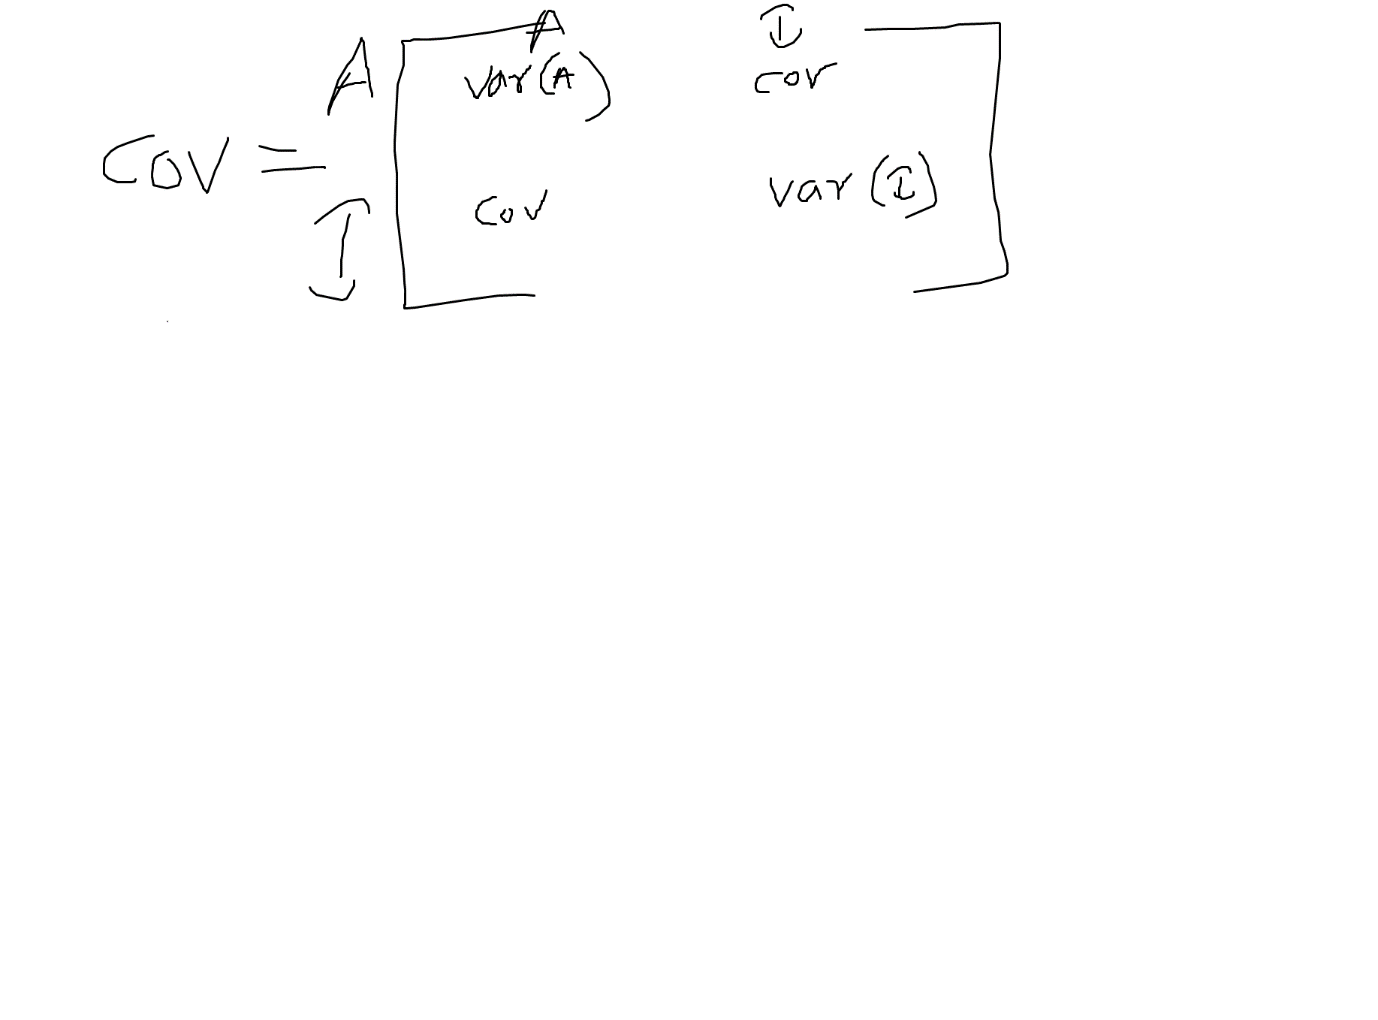 A I
A var(A) cov
COV =
I cov var(I)